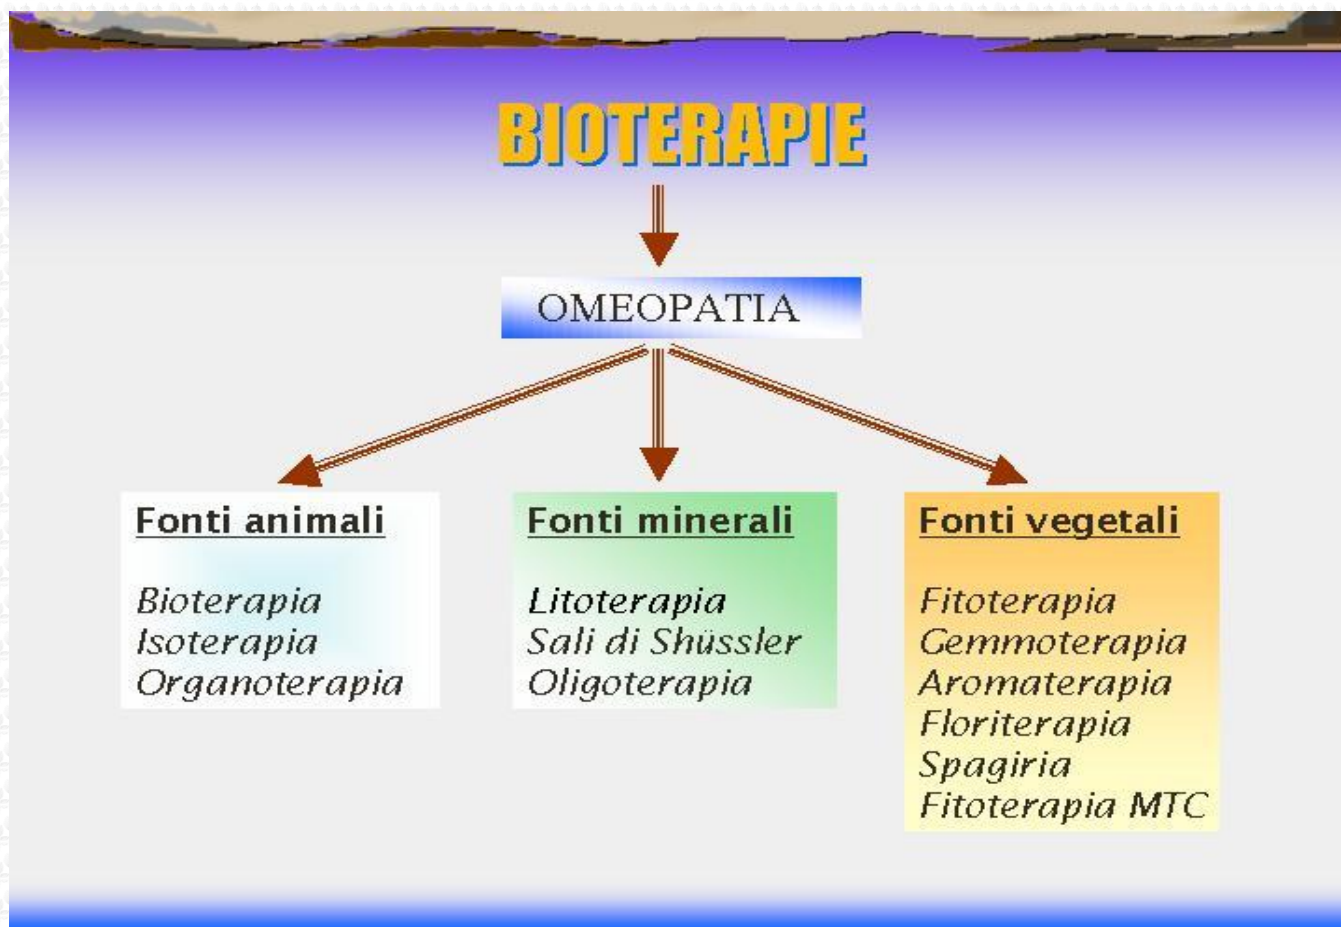 BIOTERAPIE
OMEOPATIA
Fonti animali
Bioterapia
Isoterapia
Organoterapia
Fonti minerali
Litoterapia
Sali di Shüssler
Oligoterapia
Fonti vegetali
Fitoterapia
Gemmoterapia
Aromaterapia
Floriterapia
Spagiria
Fitoterapia MTC